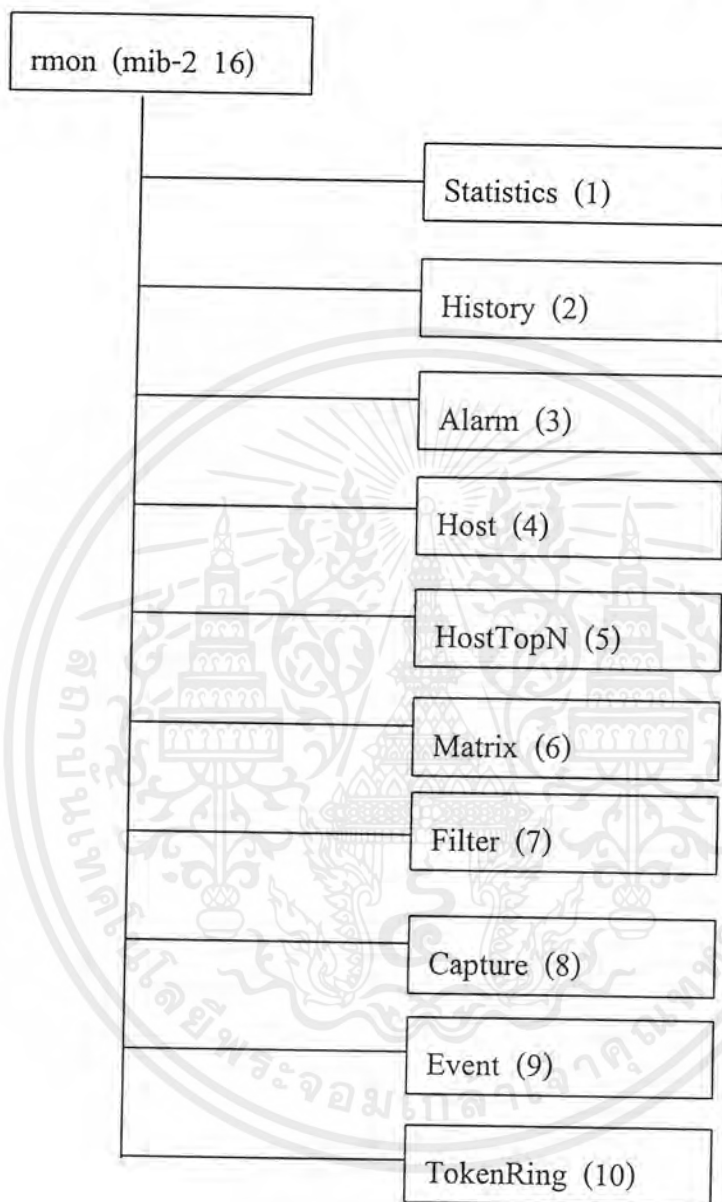 rmon (mib-2 16)
Statistics (1)
History (2)
Alarm (3)
Host (4)
HostTopN (5)
Matrix (6)
Filter (7)
Capture (8)
Event (9)
TokenRing (10)